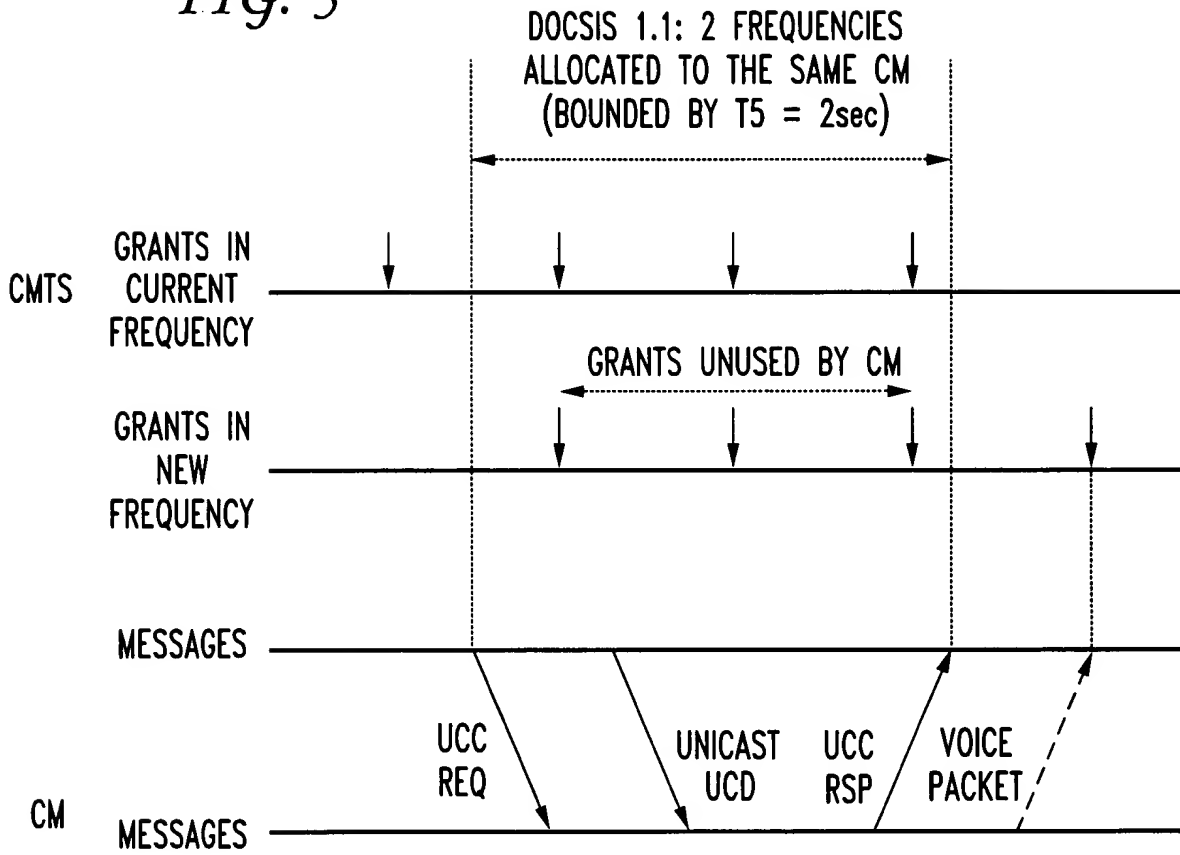 FIG. 3
DOCSIS 1.1: 2 FREQUENCIES
ALLOCATED TO THE SAME CM
(BOUNDED BY T5 = 2sec)
CMTS
GRANTS IN
CURRENT
FREQUENCY
GRANTS UNUSED BY CM
GRANTS IN
NEW
FREQUENCY
MESSAGES
UCC
REQ
UNICAST
UCD
UCC
RSP
VOICE
PACKET
CM
MESSAGES